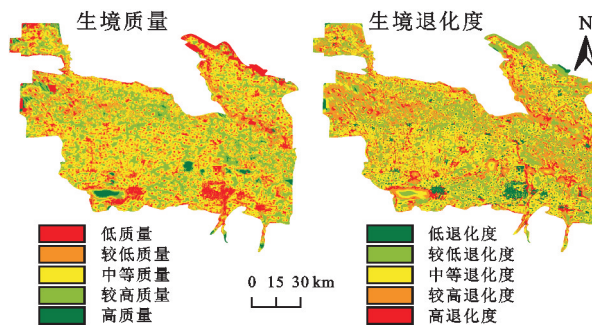 生境质量
生境退化度
N
低质量
较低质量
中等质量
较高质量
高质量
0 15 30 km
低退化度
较低退化度
中等退化度
较高退化度
高退化度